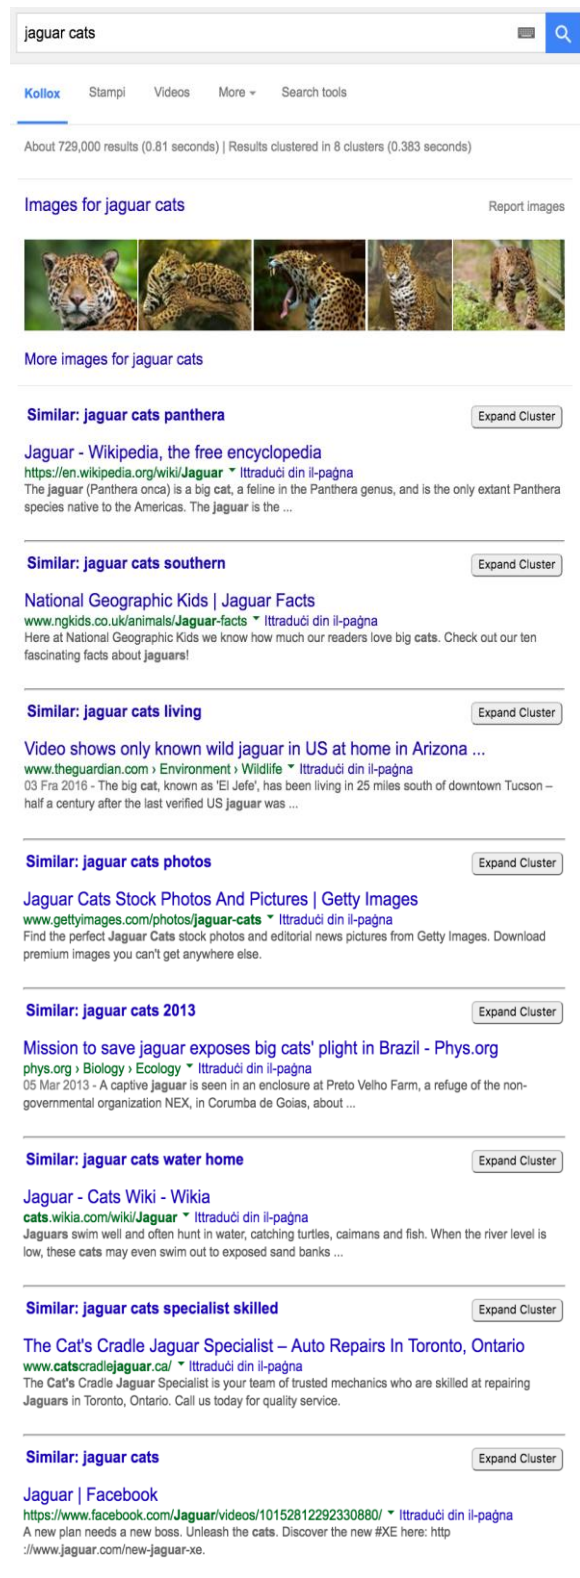 jaguar cats
Kollox Stampi Videos More Search tools
About 729,000 results (0.81 seconds) | Results clustered in 8 clusters (0.383 seconds)
Images for jaguar cats Report images
More images for jaguar cats
Similar: jaguar cats panthera Expand Cluster
Jaguar - Wikipedia, the free encyclopedia
https://en.wikipedia.org/wiki/Jaguar Ittraduċi din il-paġna
The jaguar (Panthera onca) is a big cat, a feline in the Panthera genus, and is the only extant Panthera
species native to the Americas. The jaguar is the ...
Similar: jaguar cats southern Expand Cluster
National Geographic Kids | Jaguar Facts
www.ngkids.co.uk/animals/Jaguar-facts Ittraduċi din il-paġna
Here at National Geographic Kids we know how much our readers love big cats. Check out our ten
fascinating facts about jaguars!
Similar: jaguar cats living Expand Cluster
Video shows only known wild jaguar in US at home in Arizona ...
www.theguardian.com › Environment › Wildlife Ittraduċi din il-paġna
03 Fra 2016 - The big cat, known as 'El Jefe', has been living in 25 miles south of downtown Tucson –
half a century after the last verified US jaguar was ...
Similar: jaguar cats photos Expand Cluster
Jaguar Cats Stock Photos And Pictures | Getty Images
www.gettyimages.com/photos/jaguar-cats Ittraduċi din il-paġna
Find the perfect Jaguar Cats stock photos and editorial news pictures from Getty Images. Download
premium images you can't get anywhere else.
Similar: jaguar cats 2013 Expand Cluster
Mission to save jaguar exposes big cats' plight in Brazil - Phys.org
phys.org › Biology › Ecology Ittraduċi din il-paġna
05 Mar 2013 - A captive jaguar is seen in an enclosure at Preto Velho Farm, a refuge of the non-
governmental organization NEX, in Corumba de Goias, about ...
Similar: jaguar cats water home Expand Cluster
Jaguar - Cats Wiki - Wikia
cats.wikia.com/wiki/Jaguar Ittraduċi din il-paġna
Jaguars swim well and often hunt in water, catching turtles, caimans and fish. When the river level is
low, these cats may even swim out to exposed sand banks ...
Similar: jaguar cats specialist skilled Expand Cluster
The Cat's Cradle Jaguar Specialist – Auto Repairs In Toronto, Ontario
www.catscradlejaguar.ca/ Ittraduċi din il-paġna
The Cat's Cradle Jaguar Specialist is your team of trusted mechanics who are skilled at repairing
Jaguars in Toronto, Ontario. Call us today for quality service.
Similar: jaguar cats Expand Cluster
Jaguar | Facebook
https://www.facebook.com/Jaguar/videos/10152812292330880/ Ittraduċi din il-paġna
A new plan needs a new boss. Unleash the cats. Discover the new #XE here: http
://www.jaguar.com/new-jaguar-xe.